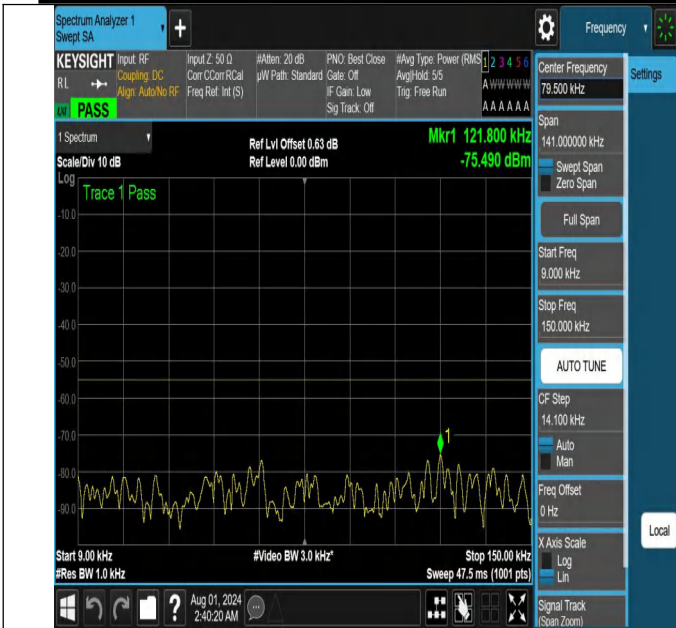 Spectrum Analyzer 1
Swept SA
+
Frequency
KEYSIGHT
RL
PASS
Input: RF
Coupling: DC
Align: Auto/No RF
Input Z: 50 Ω
Corr CCorr RCal
Freq Ref: Int (S)
#Atten: 20 dB
µW Path: Standard
PNO: Best Close
Gate: Off
IF Gain: Low
Sig Track: Off
#Avg Type: Power (RMS
Avg|Hold: 5/5
Trig: Free Run
1 2 3 4 5 6
A W W W W W
A A A A A A
1 Spectrum
Scale/Div 10 dB
Ref Lvl Offset 0.63 dB
Ref Level 0.00 dBm
Mkr1 121.800 kHz
-75.490 dBm
Log
Trace 1 Pass
-10.0
-20.0
-30.0
-40.0
-50.0
-60.0
-70.0
-80.0
-90.0
1
Start 9.00 kHz
#Res BW 1.0 kHz
#Video BW 3.0 kHz*
Stop 150.00 kHz
Sweep 47.5 ms (1001 pts)
Center Frequency
79.500 kHz
Span
141.000000 kHz
Swept Span
Zero Span
Full Span
Start Freq
9.000 kHz
Stop Freq
150.000 kHz
AUTO TUNE
CF Step
14.100 kHz
Auto
Man
Freq Offset
0 Hz
X Axis Scale
Log
Lin
Signal Track
(Span Zoom)
Settings
Local
?
Aug 01, 2024
2:40:20 AM